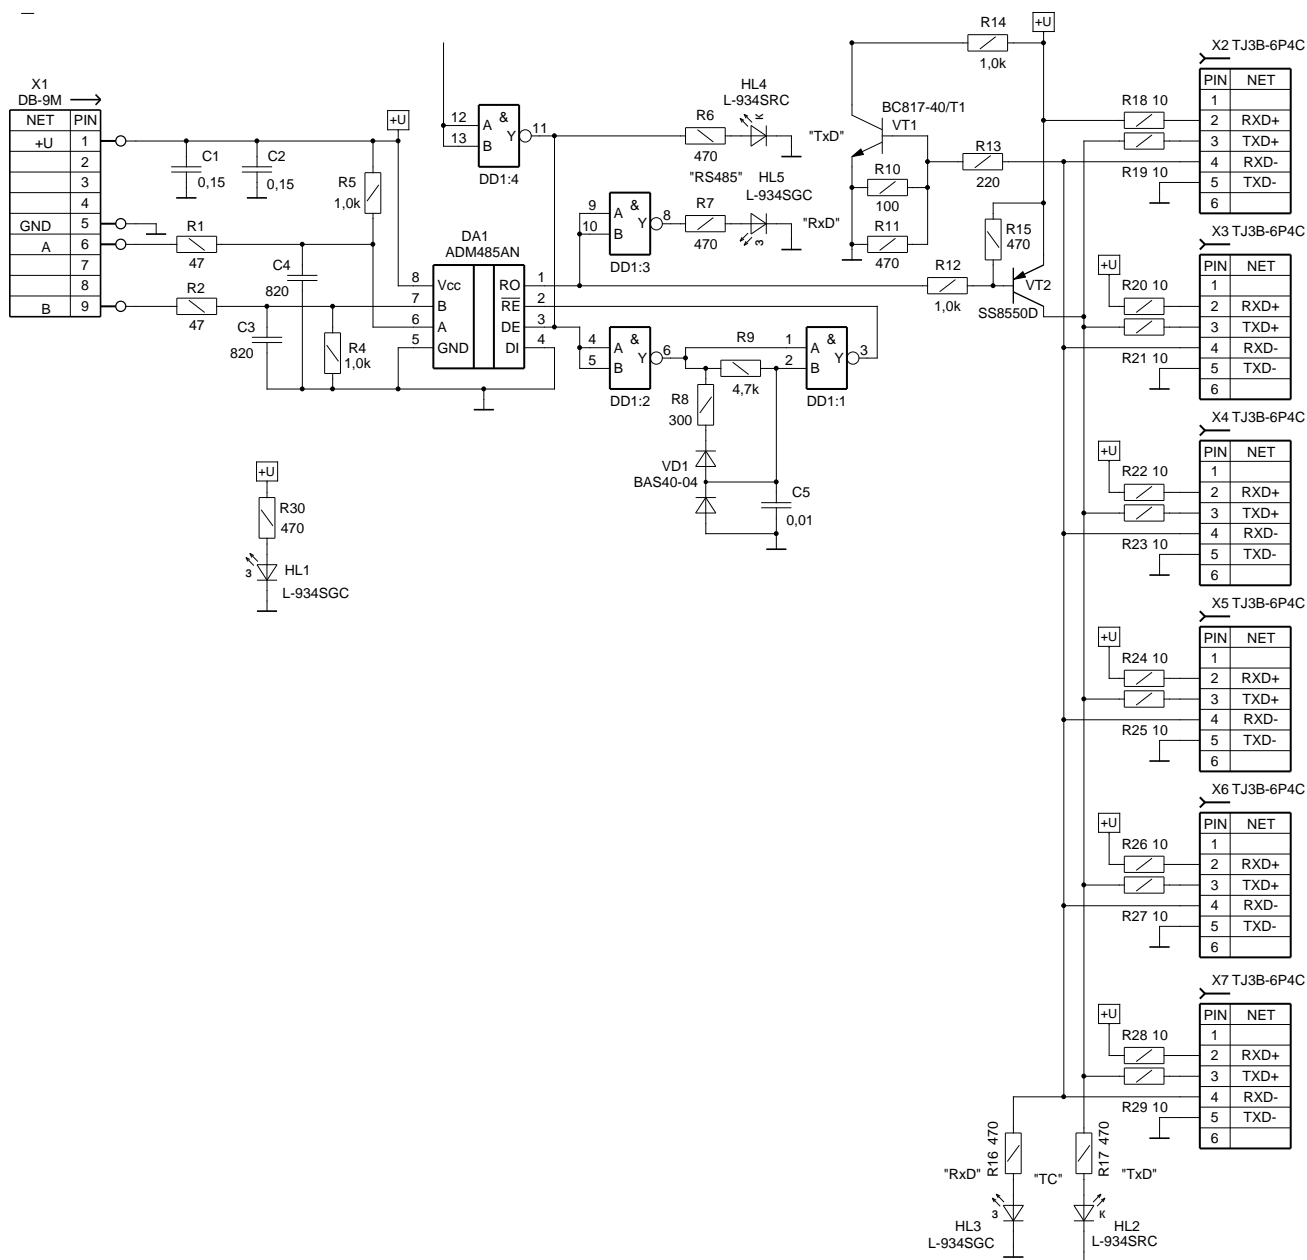 X1
DB-9M
NET PIN
+U 1
2
3
4
GND 5
A 6
7
8
B 9
+U
C1
0,15
C2
0,15
R5
1,0k
R1
47
R2
47
C4
820
C3
820
R4
1,0k
DA1
ADM485AN
8 Vcc RO 1
7 B RE 2
6 A DE 3
5 GND DI 4
12 A & Y 11
13 B
DD1:4
R6
470
HL4
L-934SRC
К
"TxD"
"RS485"
9 A & Y 8
10 B
DD1:3
R7
470
HL5
L-934SGC
З
"RxD"
4 A & Y 6
5 B
DD1:2
R9
4,7k
1 A & Y 3
2 B
DD1:1
R8
300
VD1
BAS40-04
C5
0,01
+U
R30
470
З
HL1
L-934SGC
R14
1,0k
+U
BC817-40/T1
VT1
R10
100
R11
470
R13
220
R15
470
R12
1,0k
VT2
SS8550D
X2 TJ3B-6P4C
PIN NET
1
2 RXD+
3 TXD+
4 RXD-
5 TXD-
6
R18 10
R19 10
X3 TJ3B-6P4C
PIN NET
1
2 RXD+
3 TXD+
4 RXD-
5 TXD-
6
+U
R20 10
R21 10
X4 TJ3B-6P4C
PIN NET
1
2 RXD+
3 TXD+
4 RXD-
5 TXD-
6
+U
R22 10
R23 10
X5 TJ3B-6P4C
PIN NET
1
2 RXD+
3 TXD+
4 RXD-
5 TXD-
6
+U
R24 10
R25 10
X6 TJ3B-6P4C
PIN NET
1
2 RXD+
3 TXD+
4 RXD-
5 TXD-
6
+U
R26 10
R27 10
X7 TJ3B-6P4C
PIN NET
1
2 RXD+
3 TXD+
4 RXD-
5 TXD-
6
+U
R28 10
R29 10
R16 470
R17 470
"RxD" "TC" "TxD"
З
HL3
L-934SGC
К
HL2
L-934SRC